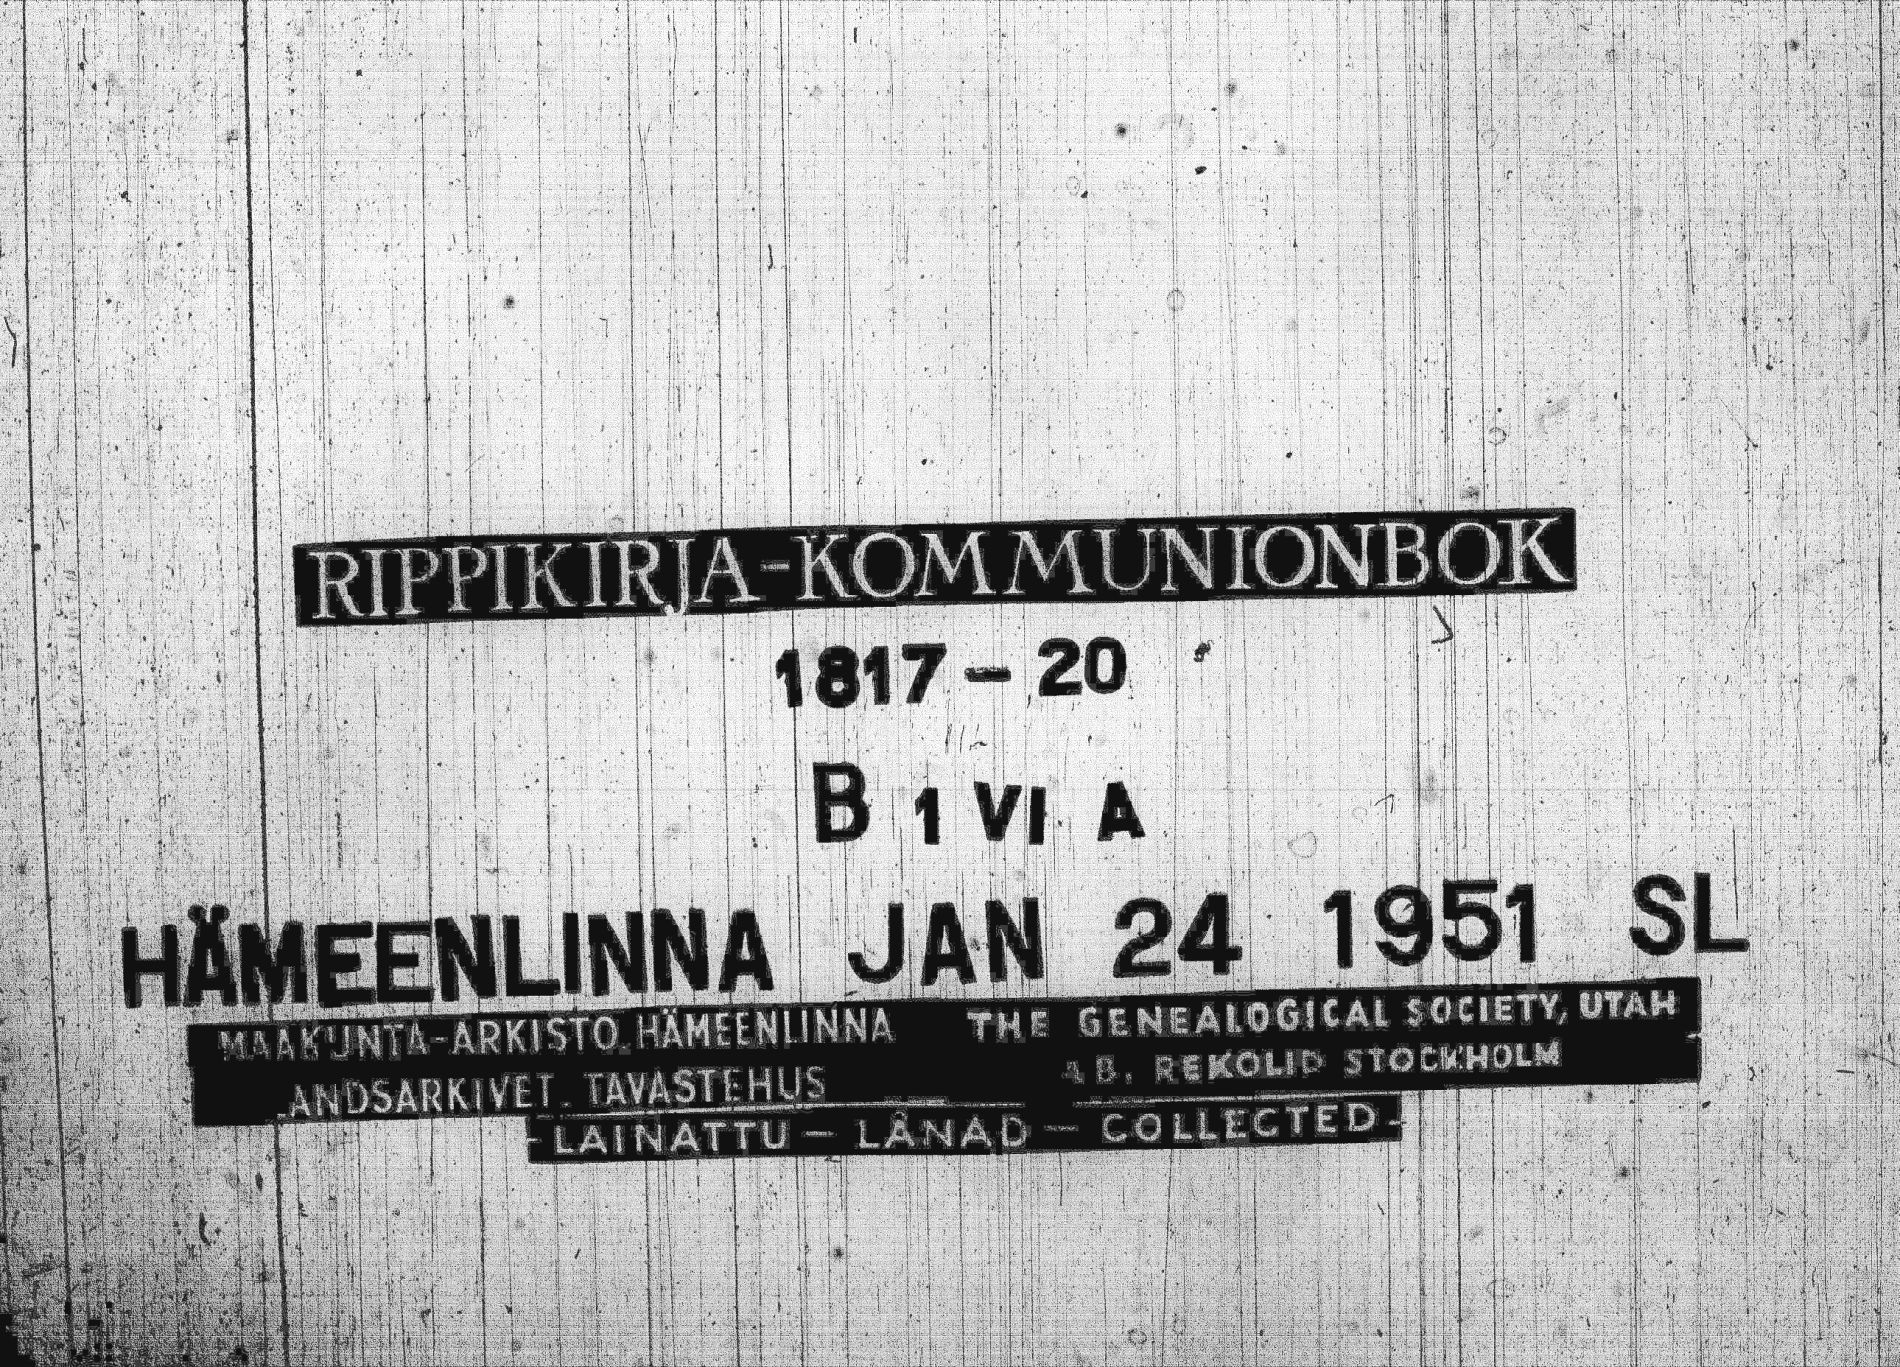 RIPPIKIRJA-KOMMUNIONBOK
1817-20
B 1 VI A
HÄMEENLINNA JAN 24 1951 SL
MAAKUNTA-ARKISTO. HÄMEENLINNA THE GENEALOGICAL SOCIETY, UTAH
ANDSARKIVET. TAVASTEHUS AB. REKOLID STOCKHOLM
- LAINATTU - LÅNAD - COLLECTED -